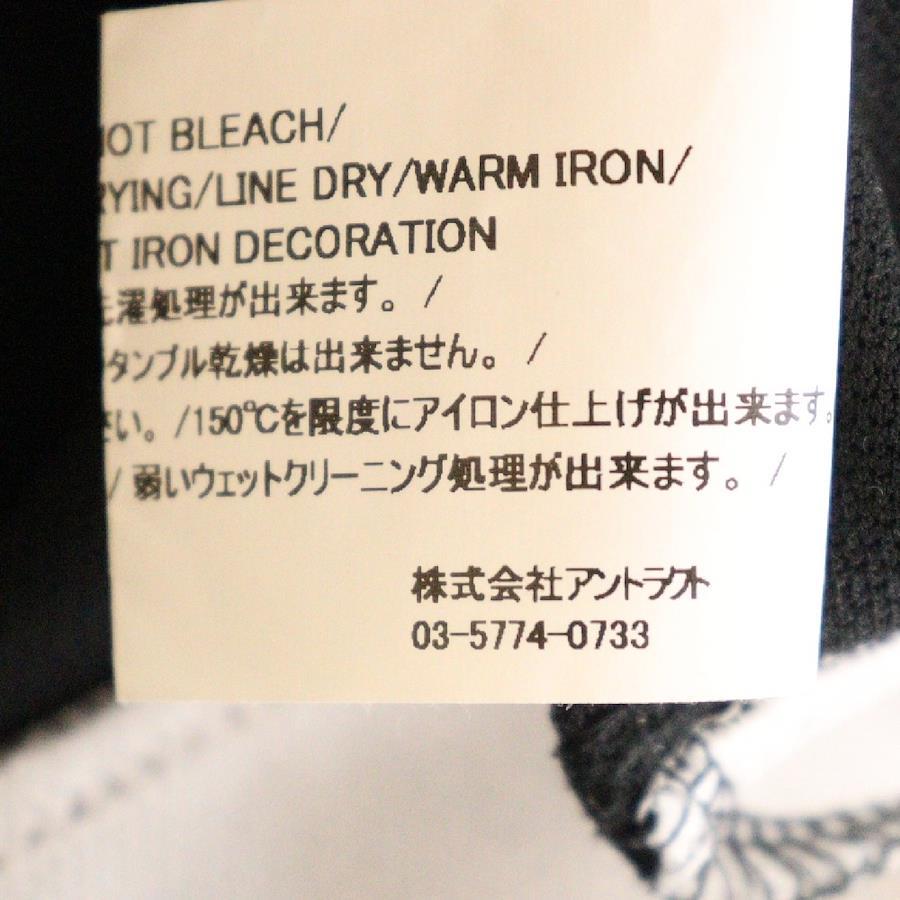 NOT BLEACH/
RYING/LINE DRY/WARM IRON/
T IRON DECORATION
洗濯処理が出来ます。 /
タンブル乾燥は出来ません。 /
さい。/150℃を限度にアイロン仕上げが出来ます。
/ 弱いウェットクリーニング処理が出来ます。 /
株式会社アントラクト
03-5774-0733